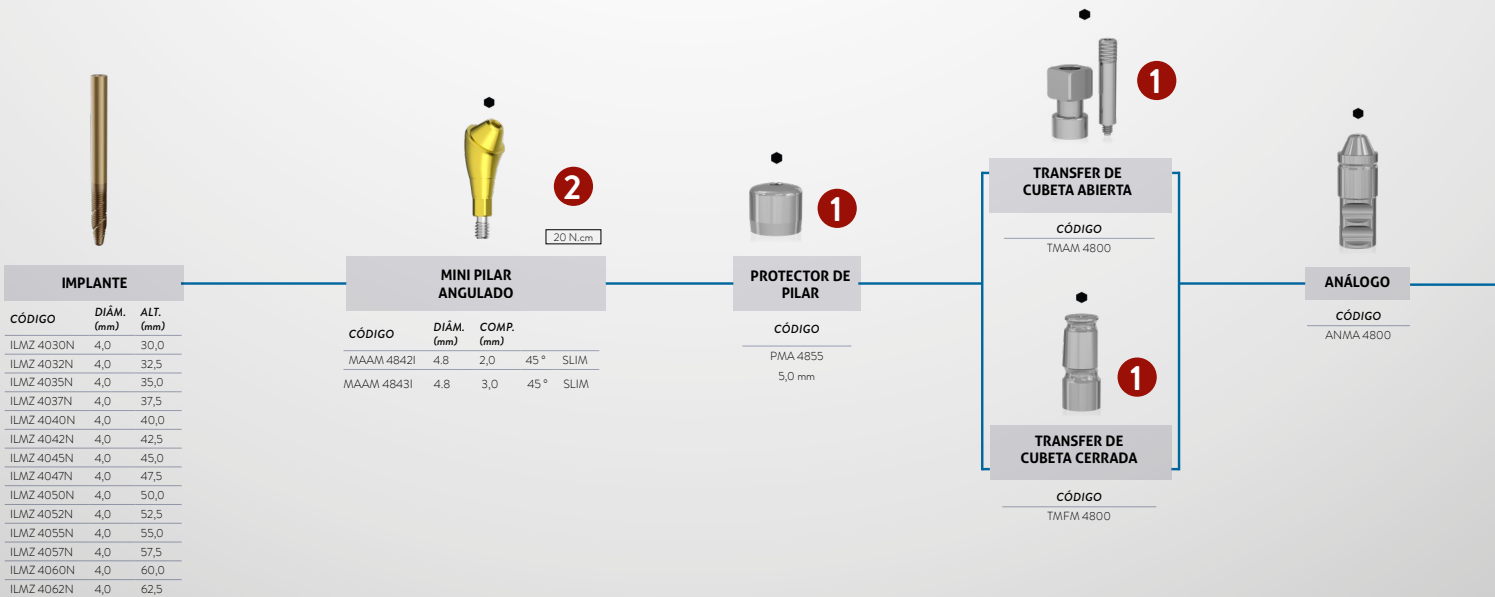 IMPLANTE
CÓDIGO DIÂM. (mm) ALT. (mm)
ILMZ 4030N 4,0 30,0
ILMZ 4032N 4,0 32,5
ILMZ 4035N 4,0 35,0
ILMZ 4037N 4,0 37,5
ILMZ 4040N 4,0 40,0
ILMZ 4042N 4,0 42,5
ILMZ 4045N 4,0 45,0
ILMZ 4047N 4,0 47,5
ILMZ 4050N 4,0 50,0
ILMZ 4052N 4,0 52,5
ILMZ 4055N 4,0 55,0
ILMZ 4057N 4,0 57,5
ILMZ 4060N 4,0 60,0
ILMZ 4062N 4,0 62,5
2
20 N.cm
MINI PILAR
ANGULADO
CÓDIGO DIÂM. (mm) COMP. (mm)
MAAM 4842I 4.8 2,0 45° SLIM
MAAM 4843I 4.8 3,0 45° SLIM
1
PROTECTOR DE
PILAR
CÓDIGO
PMA 4855
5,0 mm
1
TRANSFER DE
CUBETA ABIERTA
CÓDIGO
TMAM 4800
1
TRANSFER DE
CUBETA CERRADA
CÓDIGO
TMFM 4800
ANÁLOGO
CÓDIGO
ANMA 4800